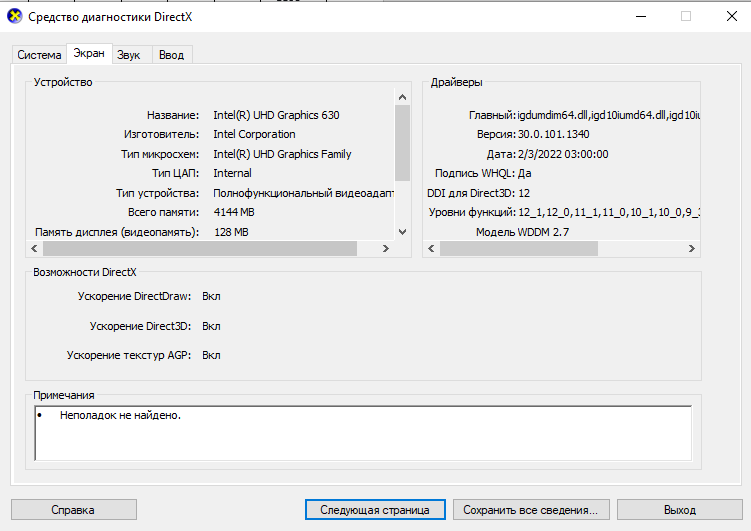 Средство диагностики DirectX
Система Экран Звук Ввод
Устройство
Название: Intel(R) UHD Graphics 630
Изготовитель: Intel Corporation
Тип микросхем: Intel(R) UHD Graphics Family
Тип ЦАП: Internal
Тип устройства: Полнофункциональный видеоадапт
Всего памяти: 4144 MB
Память дисплея (видеопамять): 128 MB
Драйверы
Главный: igdumdim64.dll,igd10iumd64.dll,igd10iu
Версия: 30.0.101.1340
Дата: 2/3/2022 03:00:00
Подпись WHQL: Да
DDI для Direct3D: 12
Уровни функций: 12_1,12_0,11_1,11_0,10_1,10_0,9_3
Модель WDDM 2.7
Возможности DirectX
Ускорение DirectDraw: Вкл
Ускорение Direct3D: Вкл
Ускорение текстур AGP: Вкл
Примечания
• Неполадок не найдено.
Справка Следующая страница Сохранить все сведения... Выход